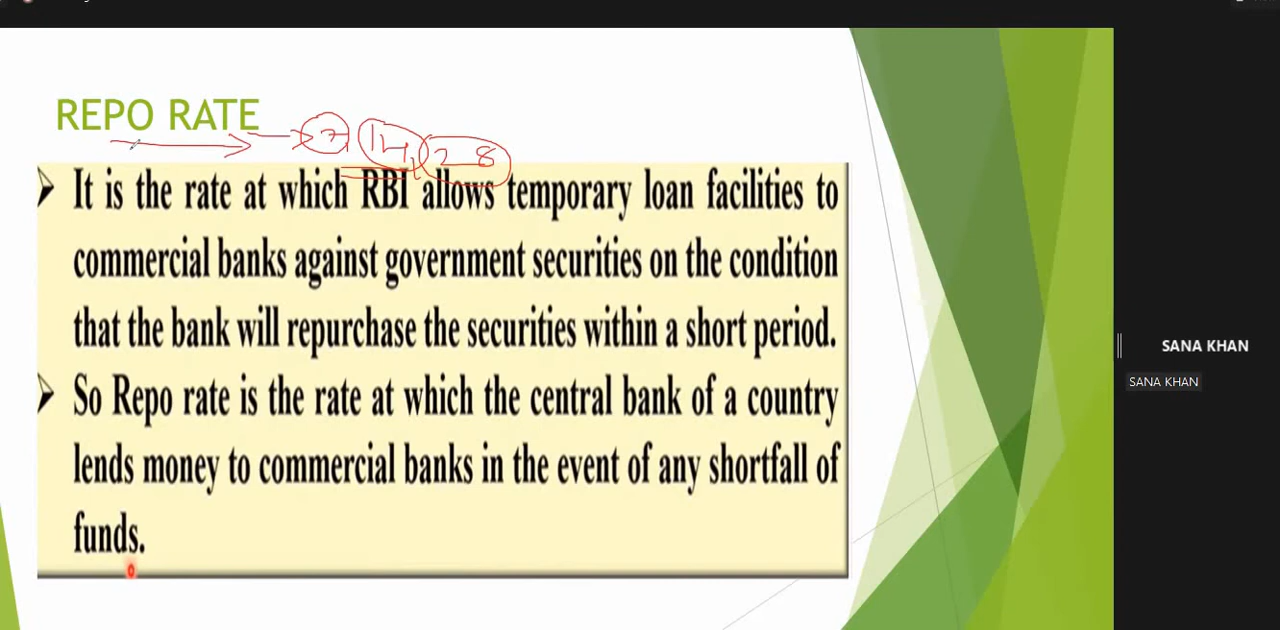 REPO RATE
7, 14, 28
It is the rate at which RBI allows temporary loan facilities to
commercial banks against government securities on the condition
that the bank will repurchase the securities within a short period.
So Repo rate is the rate at which the central bank of a country
lends money to commercial banks in the event of any shortfall of
funds.
SANA KHAN
SANA KHAN